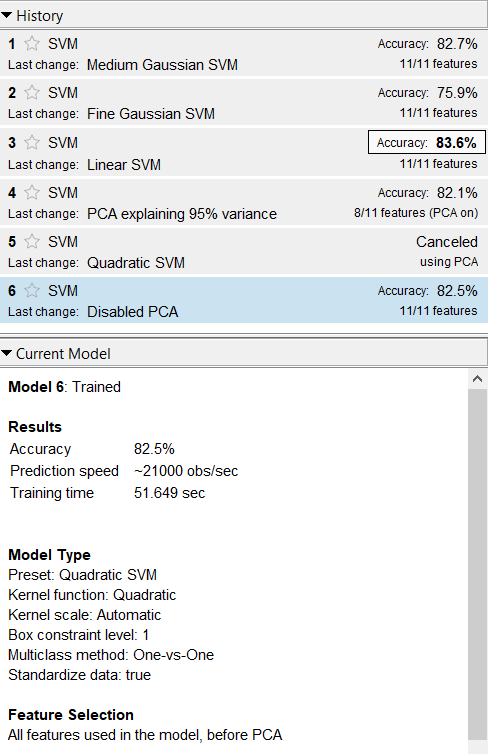 History
1 SVM Accuracy: 82.7%
Last change: Medium Gaussian SVM 11/11 features
2 SVM Accuracy: 75.9%
Last change: Fine Gaussian SVM 11/11 features
3 SVM Accuracy: 83.6%
Last change: Linear SVM 11/11 features
4 SVM Accuracy: 82.1%
Last change: PCA explaining 95% variance 8/11 features (PCA on)
5 SVM Canceled
Last change: Quadratic SVM using PCA
6 SVM Accuracy: 82.5%
Last change: Disabled PCA 11/11 features
Current Model
Model 6: Trained
Results
Accuracy 82.5%
Prediction speed ~21000 obs/sec
Training time 51.649 sec
Model Type
Preset: Quadratic SVM
Kernel function: Quadratic
Kernel scale: Automatic
Box constraint level: 1
Multiclass method: One-vs-One
Standardize data: true
Feature Selection
All features used in the model, before PCA